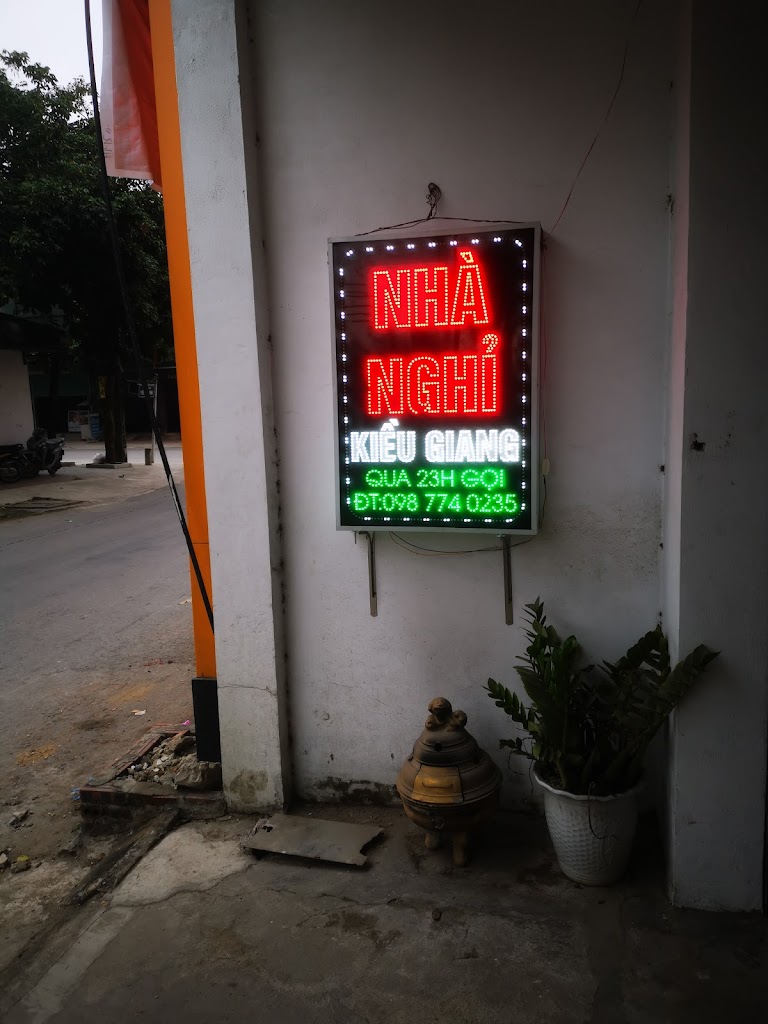 NHÀ
NGHỈ
KIỀU GIANG
QUA 23H GỌI
ĐT:098 774 0235